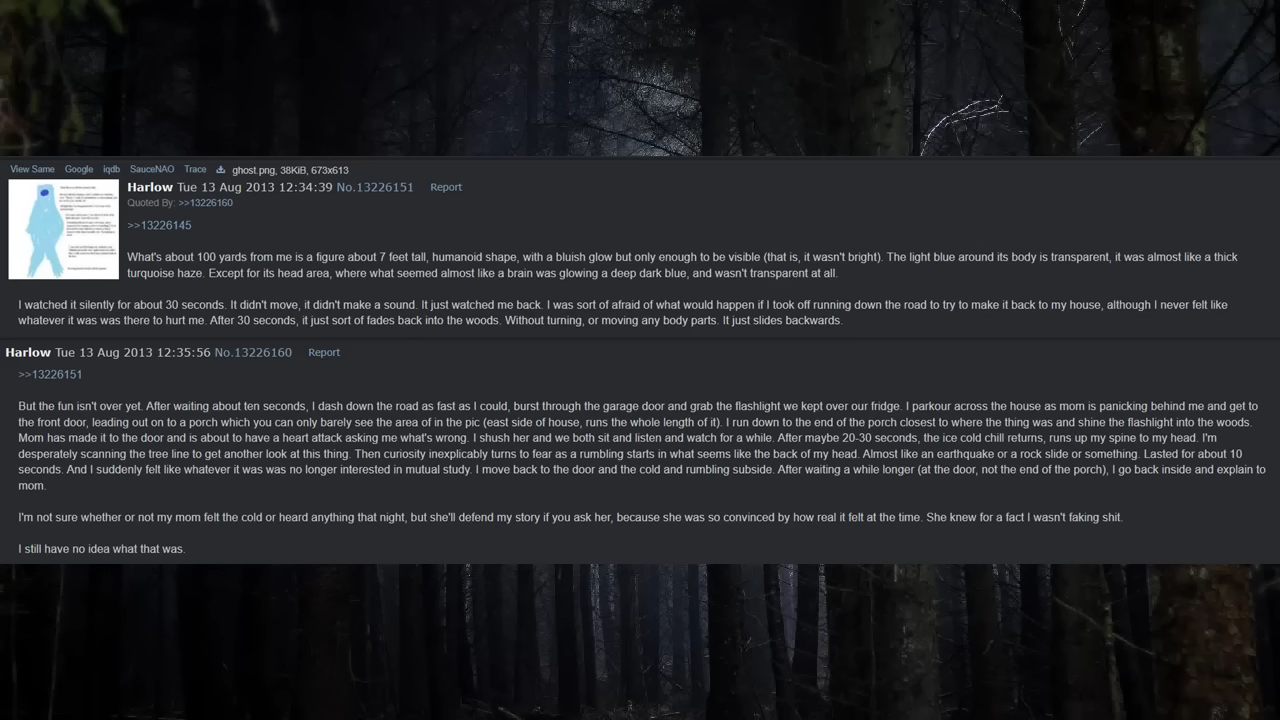 View Same Google iqdb SauceNAO Trace ghost.png, 38KiB, 673x613
Harlow Tue 13 Aug 2013 12:34:39 No.13226151 Report
Quoted By: >>13226160
>>13226145
What's about 100 yards from me is a figure about 7 feet tall, humanoid shape, with a bluish glow but only enough to be visible (that is, it wasn't bright). The light blue around its body is transparent, it was almost like a thick
turquoise haze. Except for its head area, where what seemed almost like a brain was glowing a deep dark blue, and wasn't transparent at all.
I watched it silently for about 30 seconds. It didn't move, it didn't make a sound. It just watched me back. I was sort of afraid of what would happen if I took off running down the road to try to make it back to my house, although I never felt like
whatever it was was there to hurt me. After 30 seconds, it just sort of fades back into the woods. Without turning, or moving any body parts. It just slides backwards.
Harlow Tue 13 Aug 2013 12:35:56 No.13226160 Report
>>13226151
But the fun isn't over yet. After waiting about ten seconds, I dash down the road as fast as I could, burst through the garage door and grab the flashlight we kept over our fridge. I parkour across the house as mom is panicking behind me and get to
the front door, leading out on to a porch which you can only barely see the area of in the pic (east side of house, runs the whole length of it). I run down to the end of the porch closest to where the thing was and shine the flashlight into the woods.
Mom has made it to the door and is about to have a heart attack asking me what's wrong. I shush her and we both sit and listen and watch for a while. After maybe 20-30 seconds, the ice cold chill returns, runs up my spine to my head. I'm
desperately scanning the tree line to get another look at this thing. Then curiosity inexplicably turns to fear as a rumbling starts in what seems like the back of my head. Almost like an earthquake or a rock slide or something. Lasted for about 10
seconds. And I suddenly felt like whatever it was was no longer interested in mutual study. I move back to the door and the cold and rumbling subside. After waiting a while longer (at the door, not the end of the porch), I go back inside and explain to
mom.
I'm not sure whether or not my mom felt the cold or heard anything that night, but she'll defend my story if you ask her, because she was so convinced by how real it felt at the time. She knew for a fact I wasn't faking shit.
I still have no idea what that was.